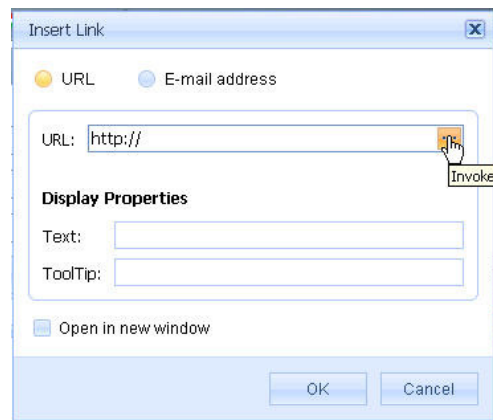 Insert Link
URL E-mail address
URL: http://
Invoke
Display Properties
Text:
ToolTip:
Open in new window
OK Cancel